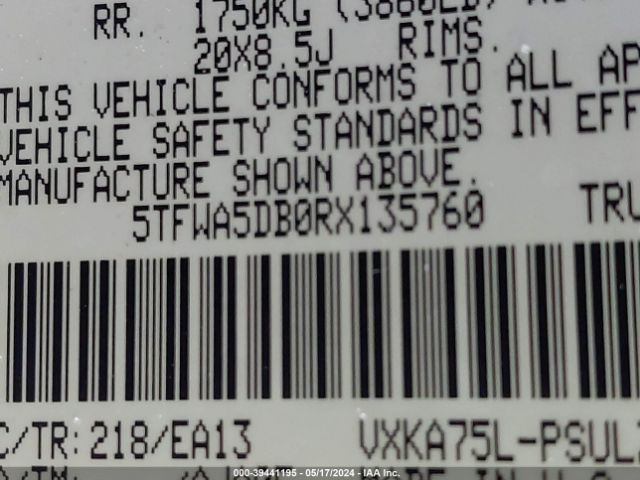 RR. 1750KG (3860LB)
20X8.5J RIMS.
THIS VEHICLE CONFORMS TO ALL AP
VEHICLE SAFETY STANDARDS IN EFF
MANUFACTURE SHOWN ABOVE.
5TFWA5DB0RX135760 TRU
C/TR:218/EA13 VXKA75L-PSUL
000-39441195 - 05/17/2024 - IAA Inc.